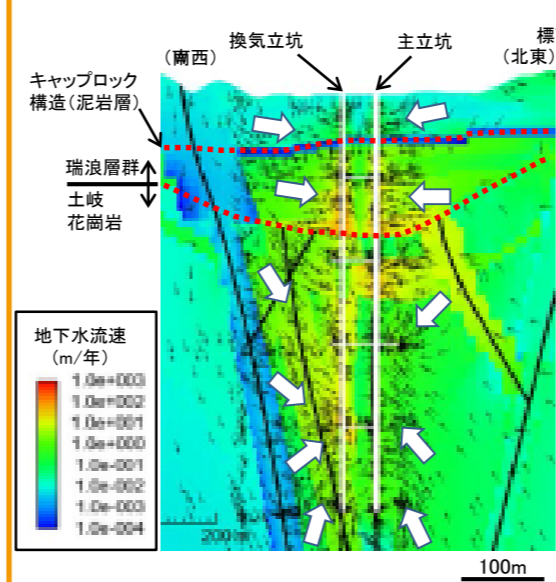 換気立坑
主立坑
標
(南西)
(北東)
キャップロック
構造(泥岩層)
瑞浪層群
土岐
花崗岩
地下水流速
(m/年)
1.0e+003
1.0e+002
1.0e+001
1.0e+000
1.0e-001
1.0e-002
1.0e-003
1.0e-004
200m
100m